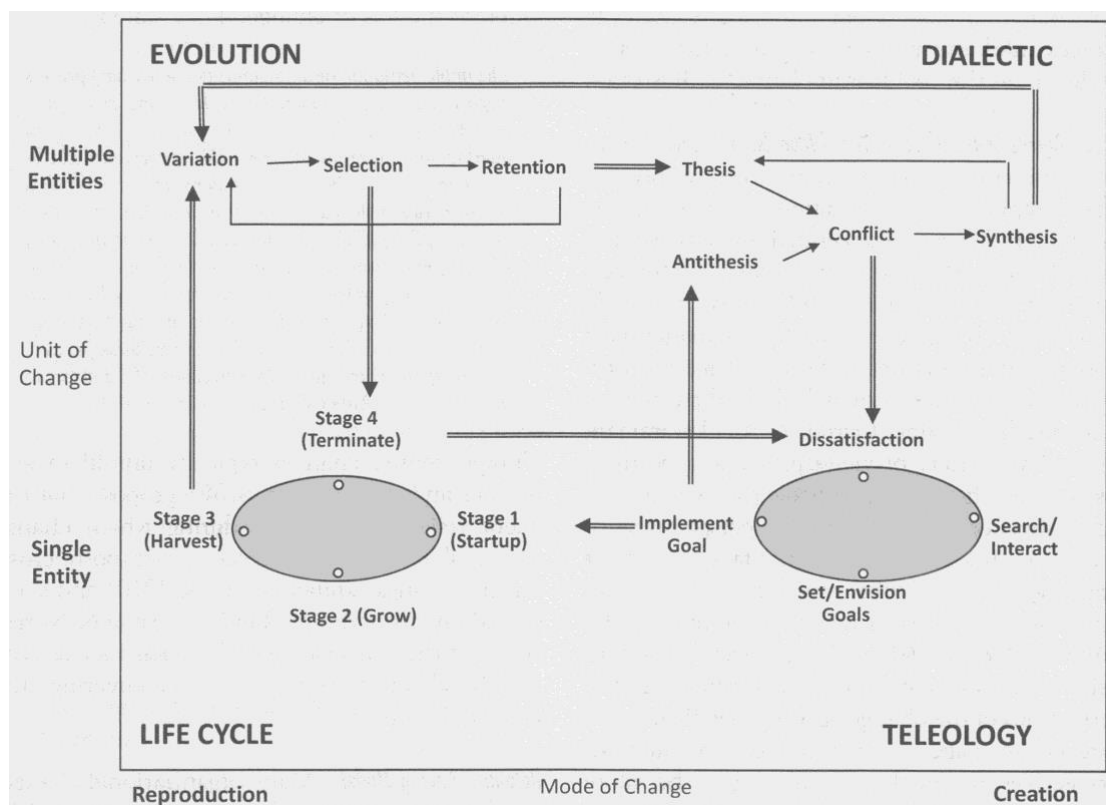 EVOLUTION
DIALECTIC
Multiple
Entities
Variation
Selection
Retention
Thesis
Conflict
Synthesis
Antithesis
Unit of
Change
Stage 4
(Terminate)
Dissatisfaction
Single
Entity
Stage 3
(Harvest)
Stage 1
(Startup)
Implement
Goal
Search/
Interact
Stage 2 (Grow)
Set/Envision
Goals
LIFE CYCLE
TELEOLOGY
Reproduction
Mode of Change
Creation